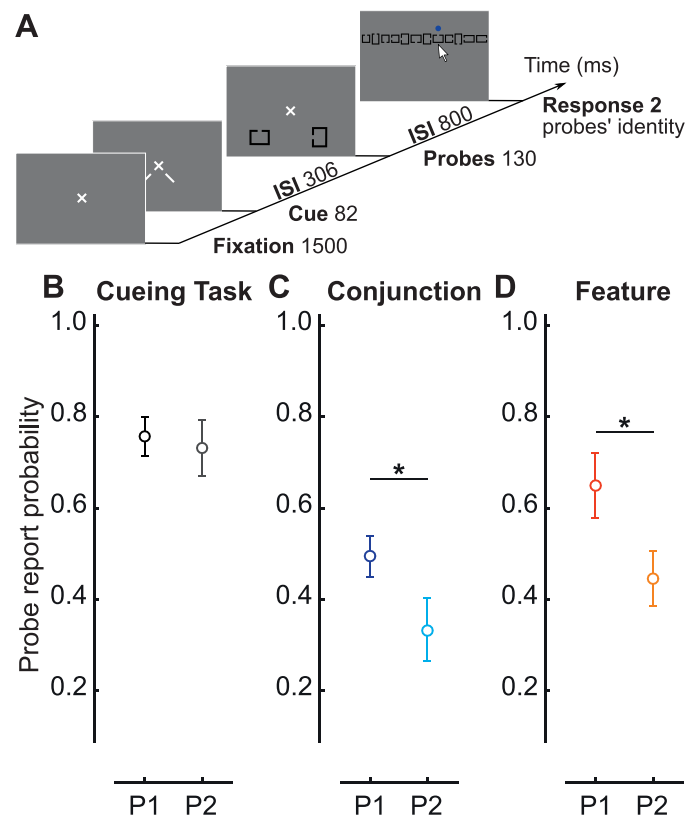 A
Time (ms)
Response 2
probes' identity
ISI 800
Probes 130
ISI 306
Cue 82
Fixation 1500
B Cueing Task
C Conjunction
D Feature
Probe report probability
1.0
0.8
0.6
0.4
0.2
P1 P2
1.0
0.8
0.6
0.4
0.2
*
P1 P2
1.0
0.8
0.6
0.4
0.2
*
P1 P2